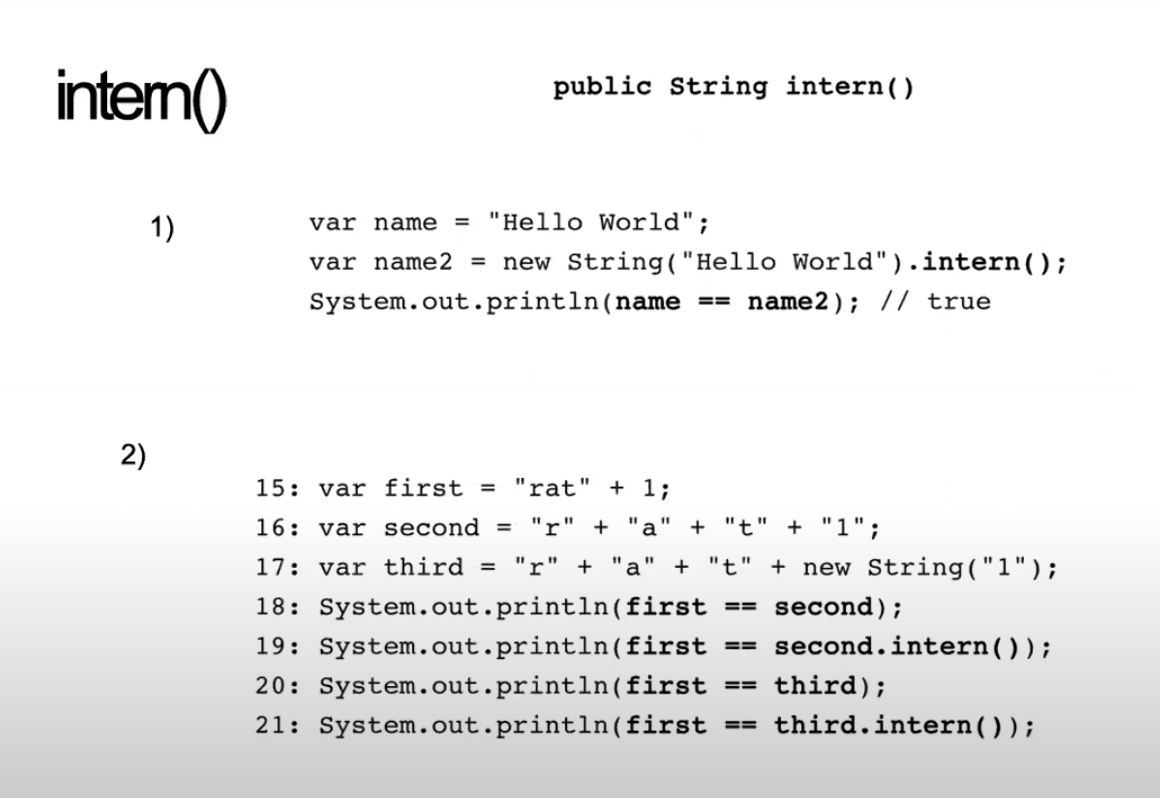 intern()
public String intern()
1)
var name = "Hello World";
var name2 = new String("Hello World").intern();
System.out.println(name == name2); // true
2)
15: var first = "rat" + 1;
16: var second = "r" + "a" + "t" + "1";
17: var third = "r" + "a" + "t" + new String("1");
18: System.out.println(first == second);
19: System.out.println(first == second.intern());
20: System.out.println(first == third);
21: System.out.println(first == third.intern());